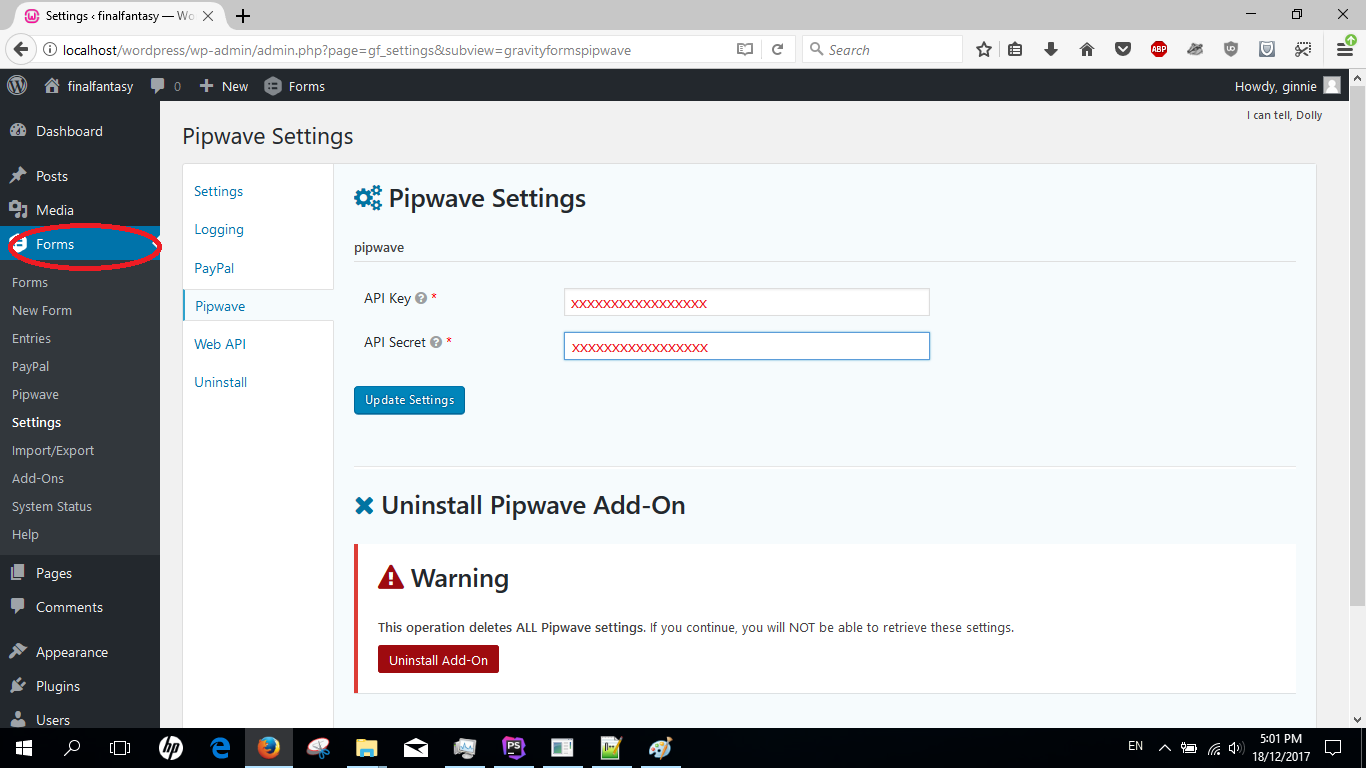 Settings ‹ finalfantasy — Wo
localhost/wordpress/wp-admin/admin.php?page=gf_settings&subview=gravityformspipwave
Search
ABP
finalfantasy
0
New
Forms
Howdy, ginnie
I can tell, Dolly
Dashboard
Posts
Media
Forms
Forms
New Form
Entries
PayPal
Pipwave
Settings
Import/Export
Add-Ons
System Status
Help
Pages
Comments
Appearance
Plugins
Users
Pipwave Settings
Settings
Logging
PayPal
Pipwave
Web API
Uninstall
Pipwave Settings
pipwave
API Key ? *
xxxxxxxxxxxxxxxxx
API Secret ? *
xxxxxxxxxxxxxxxxx
Update Settings
Uninstall Pipwave Add-On
Warning
This operation deletes ALL Pipwave settings. If you continue, you will NOT be able to retrieve these settings.
Uninstall Add-On
hp
PS
EN
5:01 PM
18/12/2017